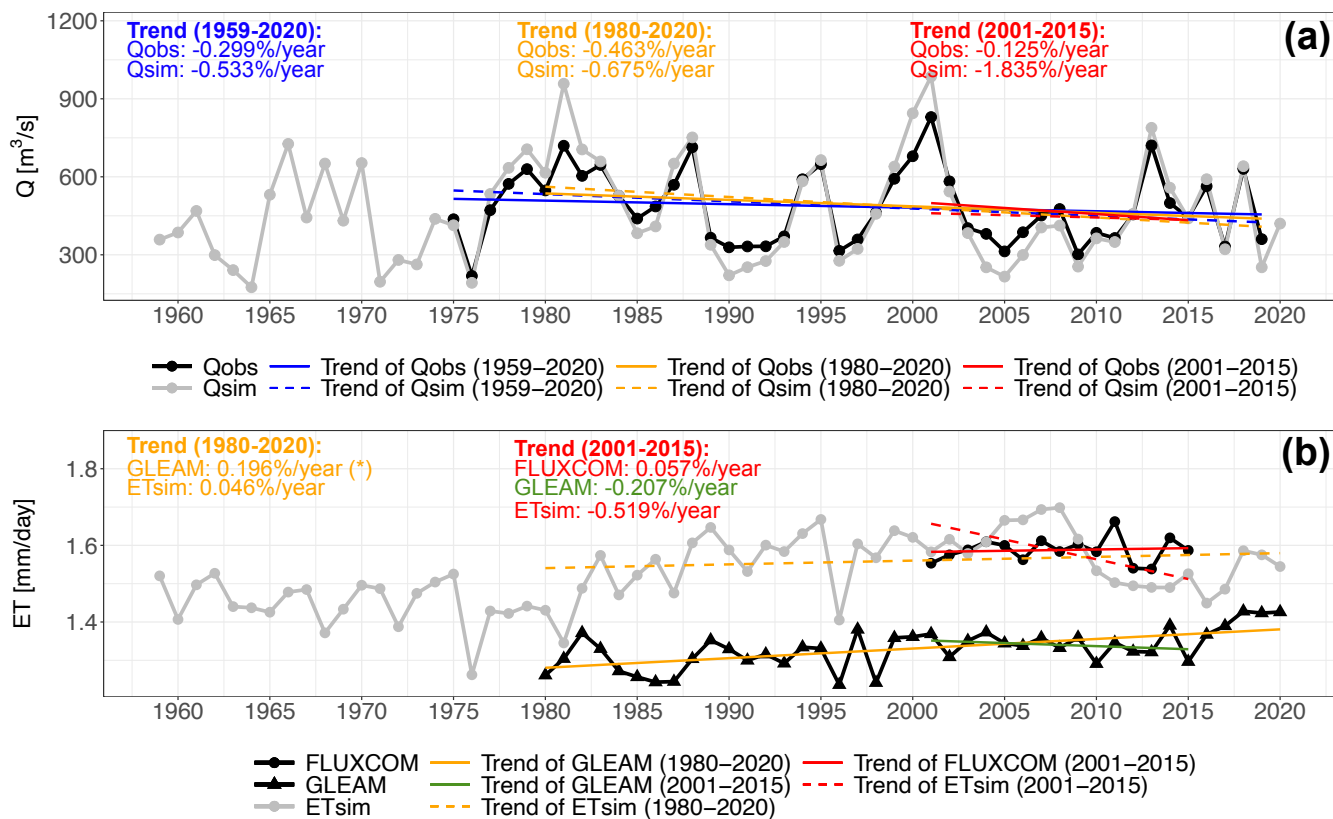 (a)
Trend (1959-2020): Trend (1980-2020): Trend (2001-2015):
Qobs: -0.299%/year Qobs: -0.463%/year Qobs: -0.125%/year
Qsim: -0.533%/year Qsim: -0.675%/year Qsim: -1.835%/year
Q [m³/s]
1200
900
600
300
1960 1965 1970 1975 1980 1985 1990 1995 2000 2005 2010 2015 2020
Qobs Trend of Qobs (1959−2020) Trend of Qobs (1980−2020) Trend of Qobs (2001−2015)
Qsim Trend of Qsim (1959−2020) Trend of Qsim (1980−2020) Trend of Qsim (2001−2015)
(b)
Trend (1980-2020): Trend (2001-2015):
GLEAM: 0.196%/year (*) FLUXCOM: 0.057%/year
ETsim: 0.046%/year GLEAM: -0.207%/year
ETsim: -0.519%/year
ET [mm/day]
1.8
1.6
1.4
1960 1965 1970 1975 1980 1985 1990 1995 2000 2005 2010 2015 2020
FLUXCOM Trend of GLEAM (1980−2020) Trend of FLUXCOM (2001−2015)
GLEAM Trend of GLEAM (2001−2015) Trend of ETsim (2001−2015)
ETsim Trend of ETsim (1980−2020)